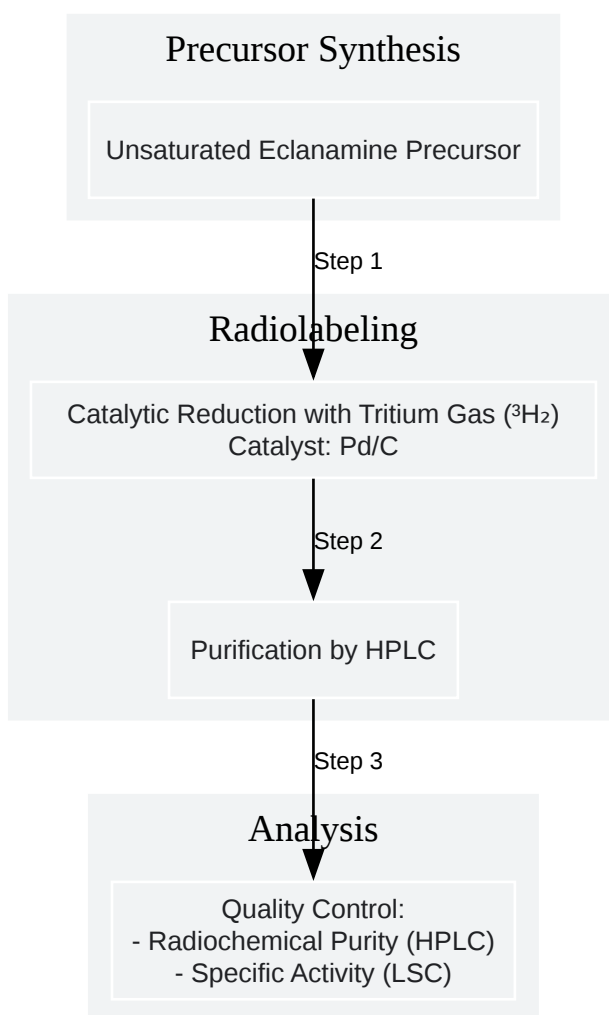 Precursor Synthesis
Unsaturated Eclanamine Precursor
Step 1
Radiolabeling
Catalytic Reduction with Tritium Gas (³H₂)
Catalyst: Pd/C
Step 2
Purification by HPLC
Step 3
Analysis
Quality Control:
- Radiochemical Purity (HPLC)
- Specific Activity (LSC)